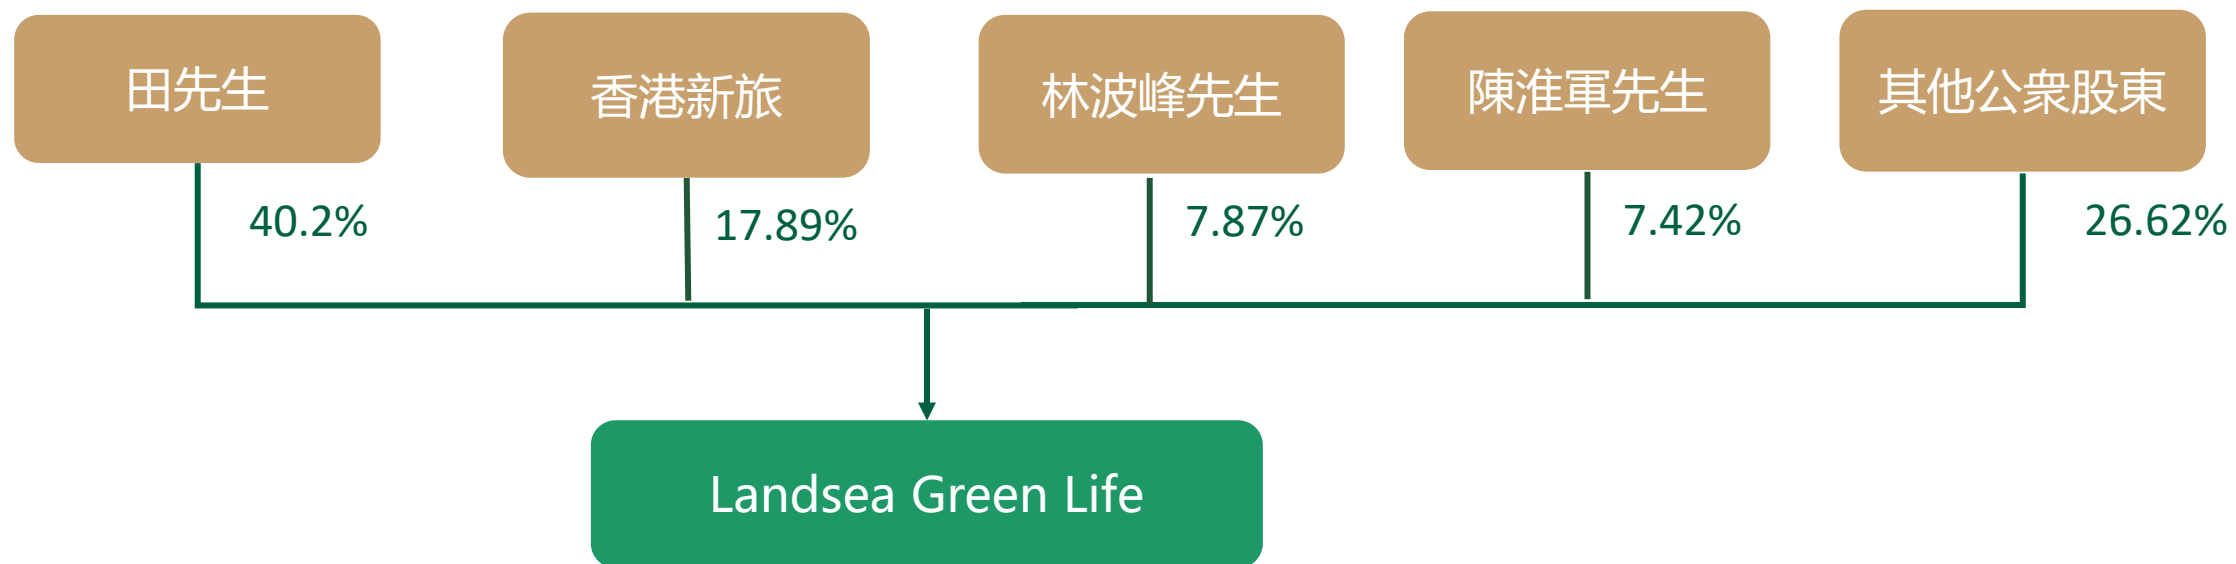 田先生
香港新旅
林波峰先生
陳淮軍先生
其他公衆股東
40.2%
17.89%
7.87%
7.42%
26.62%
Landsea Green Life